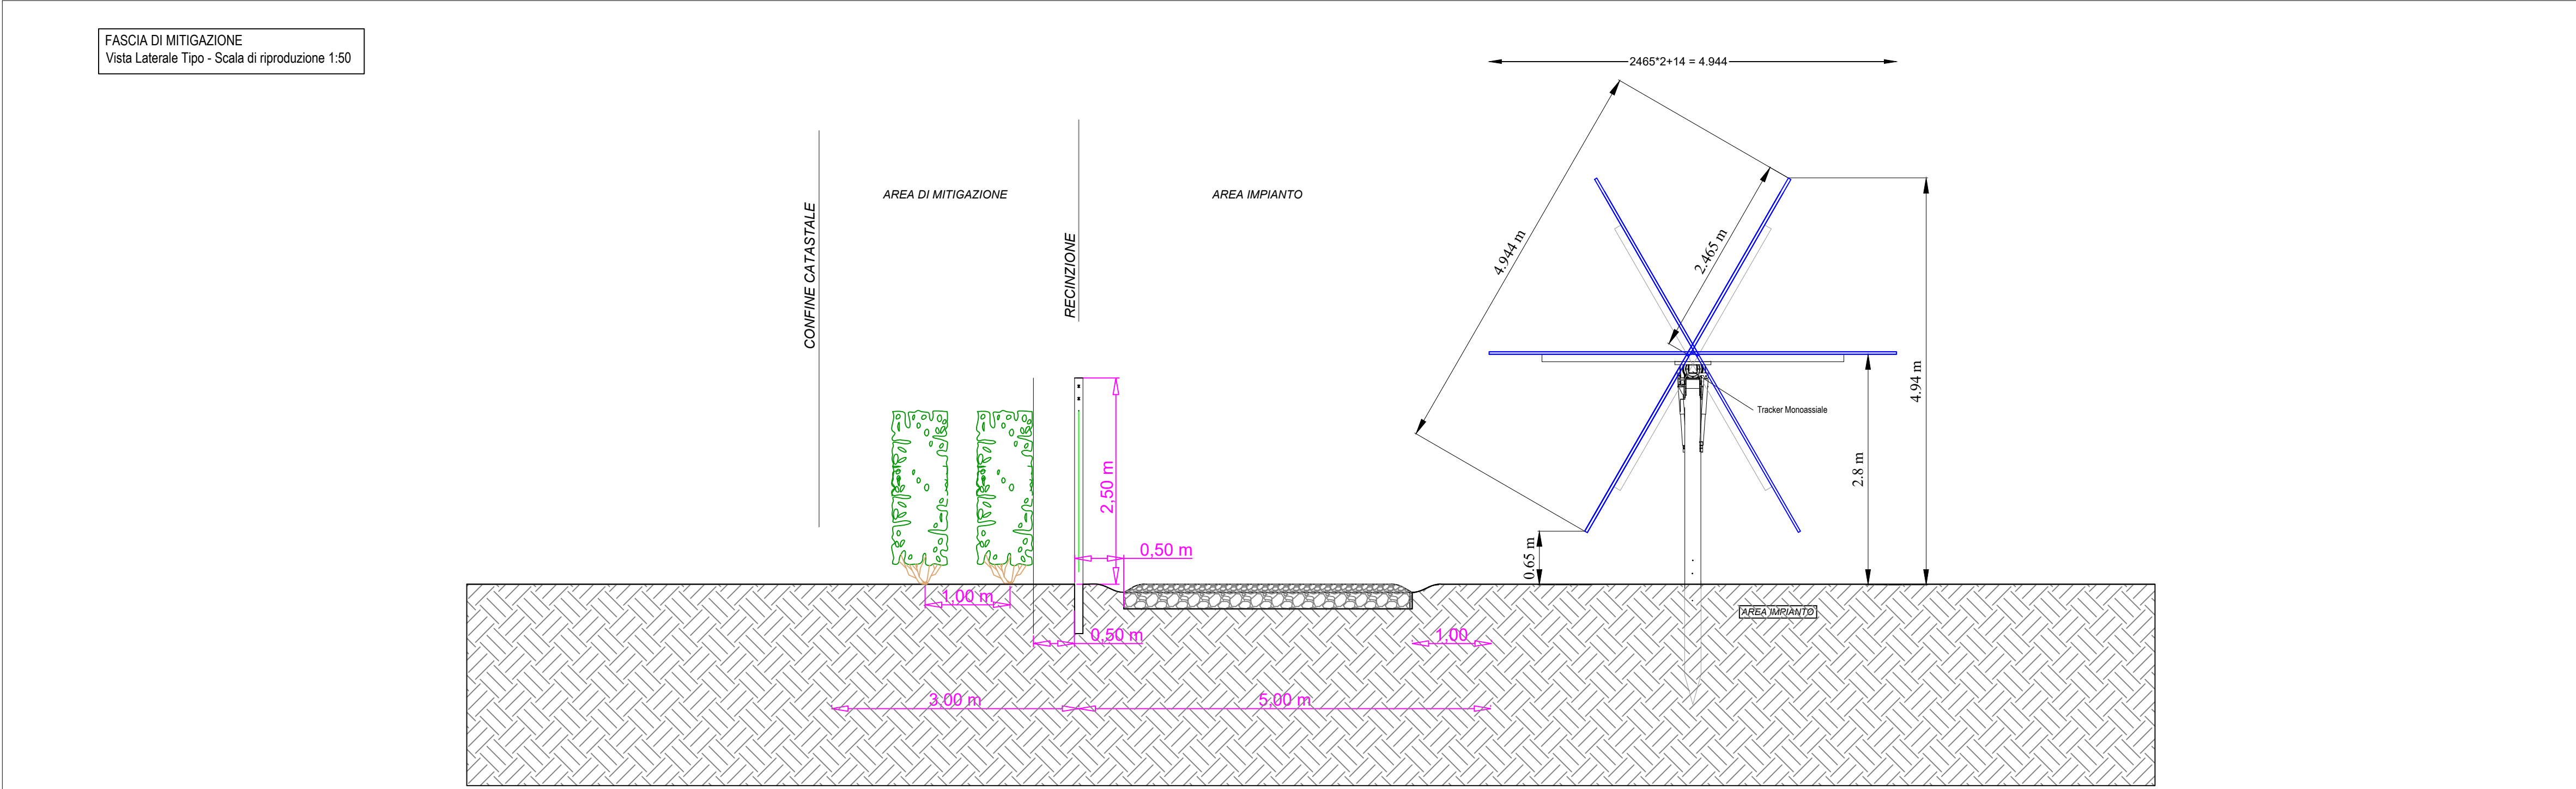 FASCIA DI MITIGAZIONE
Vista Laterale Tipo - Scala di riproduzione 1:50
2465*2+14 = 4.944
AREA DI MITIGAZIONE
AREA IMPIANTO
CONFINE CATASTALE
RECINZIONE
4.944 m
2.465 m
4.94 m
Tracker Monoassiale
2.8 m
2,50 m
0,50 m
0.65 m
1,00 m
AREA IMPIANTO
0,50 m
1,00
3,00 m
5,00 m